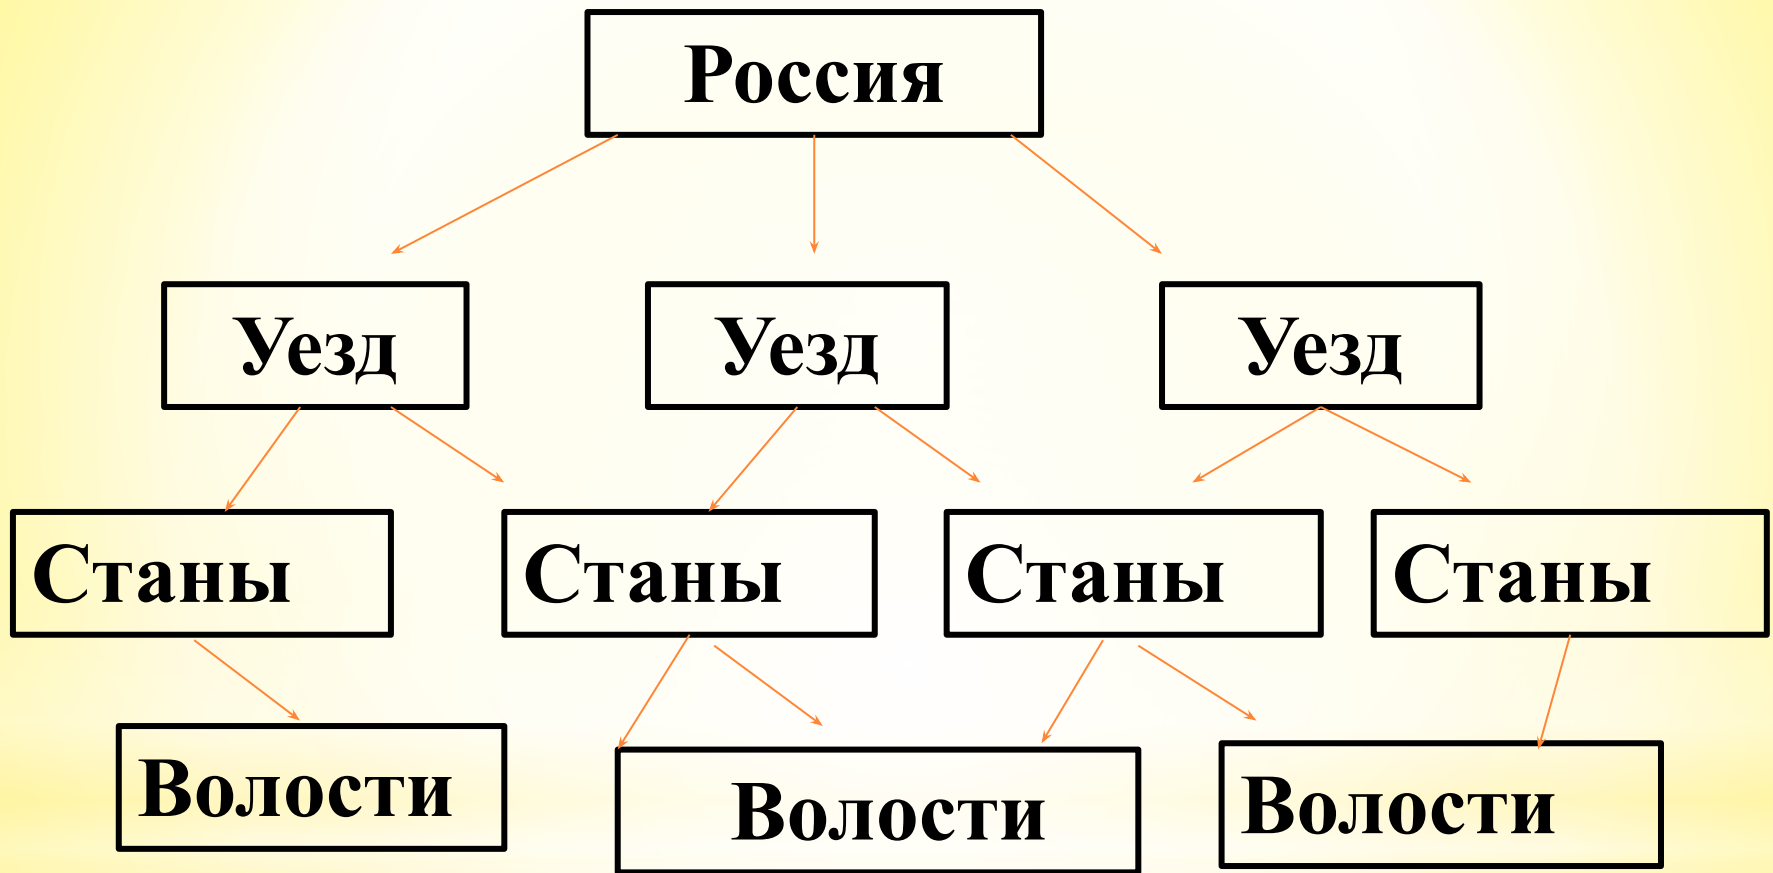 Россия
Уезд
Уезд
Уезд
Станы
Станы
Станы
Станы
Волости
Волости
Волости